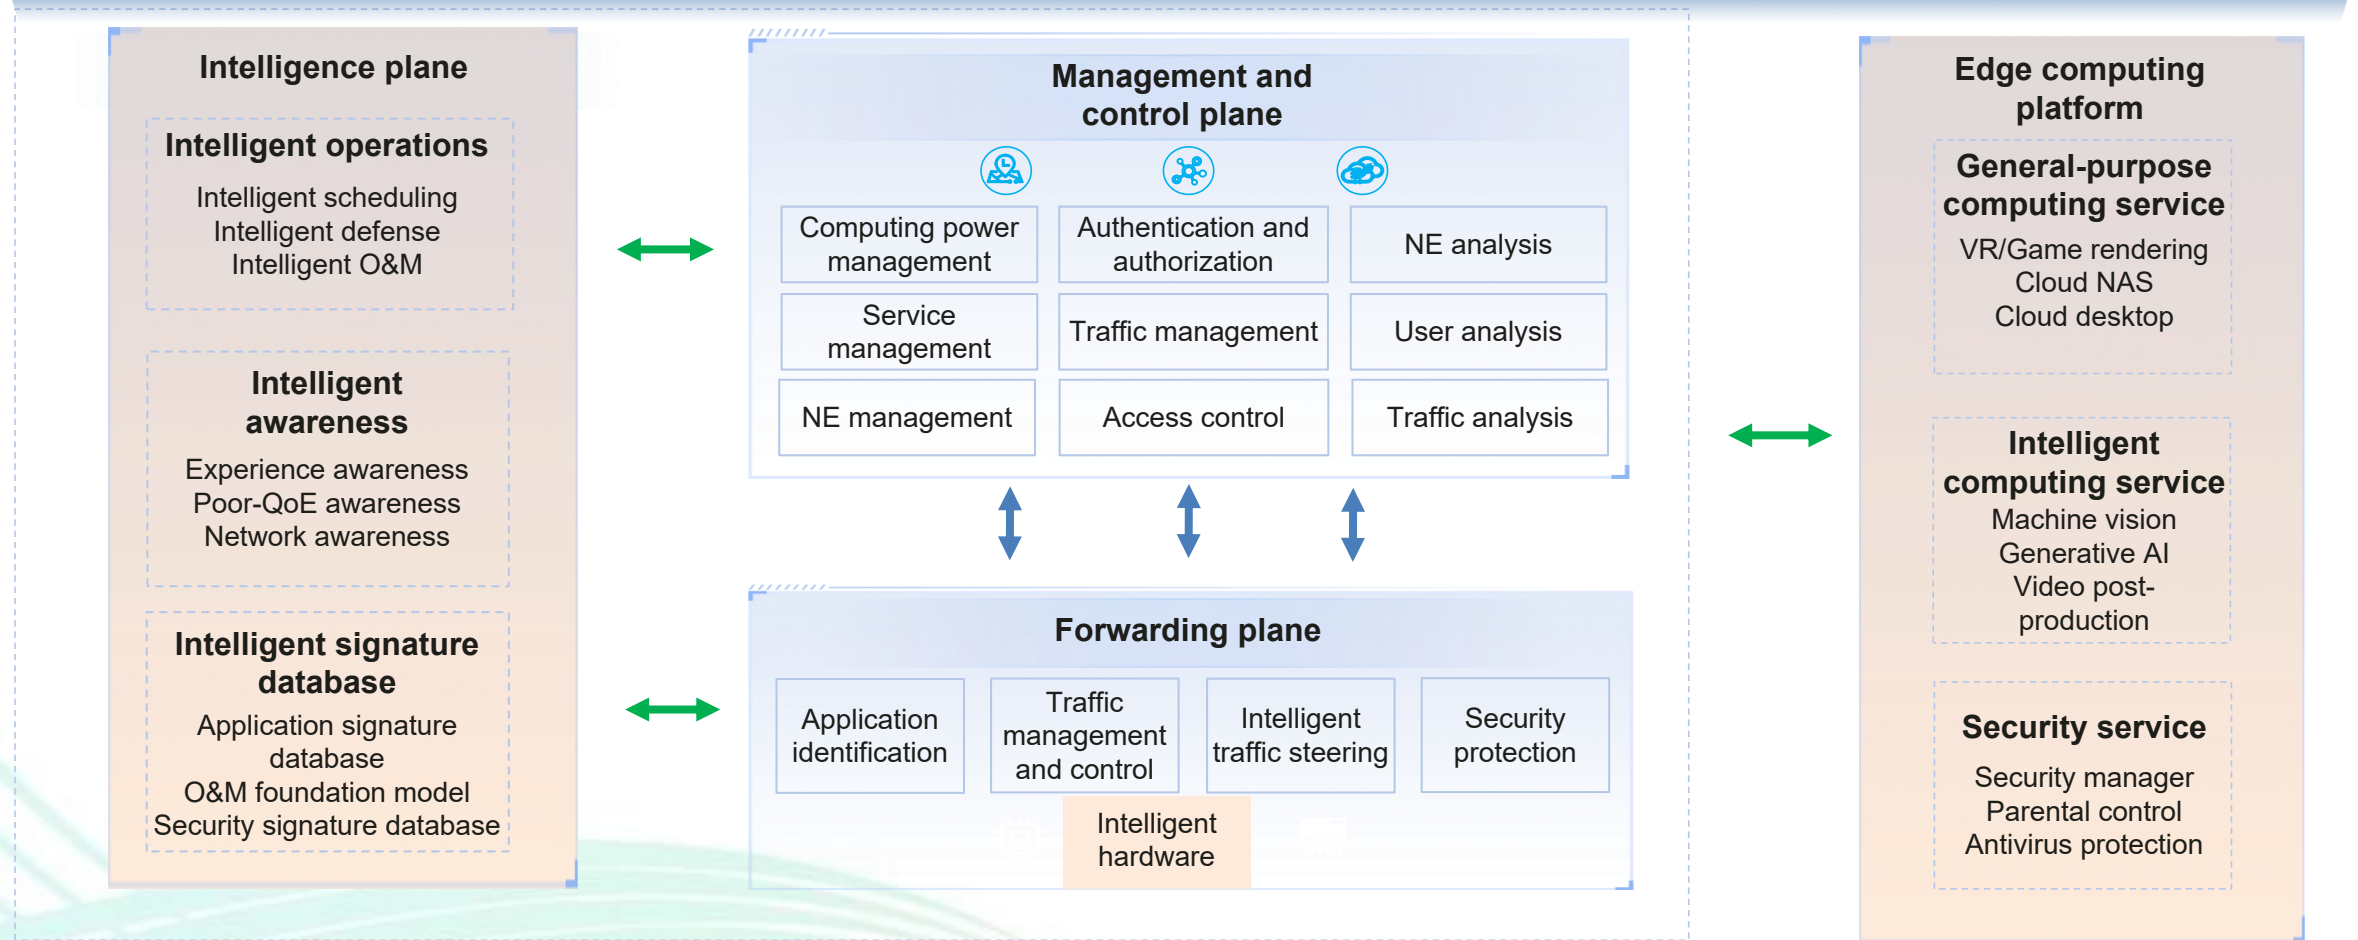 Intelligence plane
Intelligent operations
Intelligent scheduling
Intelligent defense
Intelligent O&M
Intelligent
awareness
Experience awareness
Poor-QoE awareness
Network awareness
Intelligent signature
database
Application signature
database
O&M foundation model
Security signature database
Management and
control plane
Computing power
management
Authentication and
authorization
NE analysis
Service
management
Traffic management
User analysis
NE management
Access control
Traffic analysis
Forwarding plane
Application
identification
Traffic
management
and control
Intelligent
traffic steering
Security
protection
Intelligent
hardware
Edge computing
platform
General-purpose
computing service
VR/Game rendering
Cloud NAS
Cloud desktop
Intelligent
computing service
Machine vision
Generative AI
Video post-
production
Security service
Security manager
Parental control
Antivirus protection